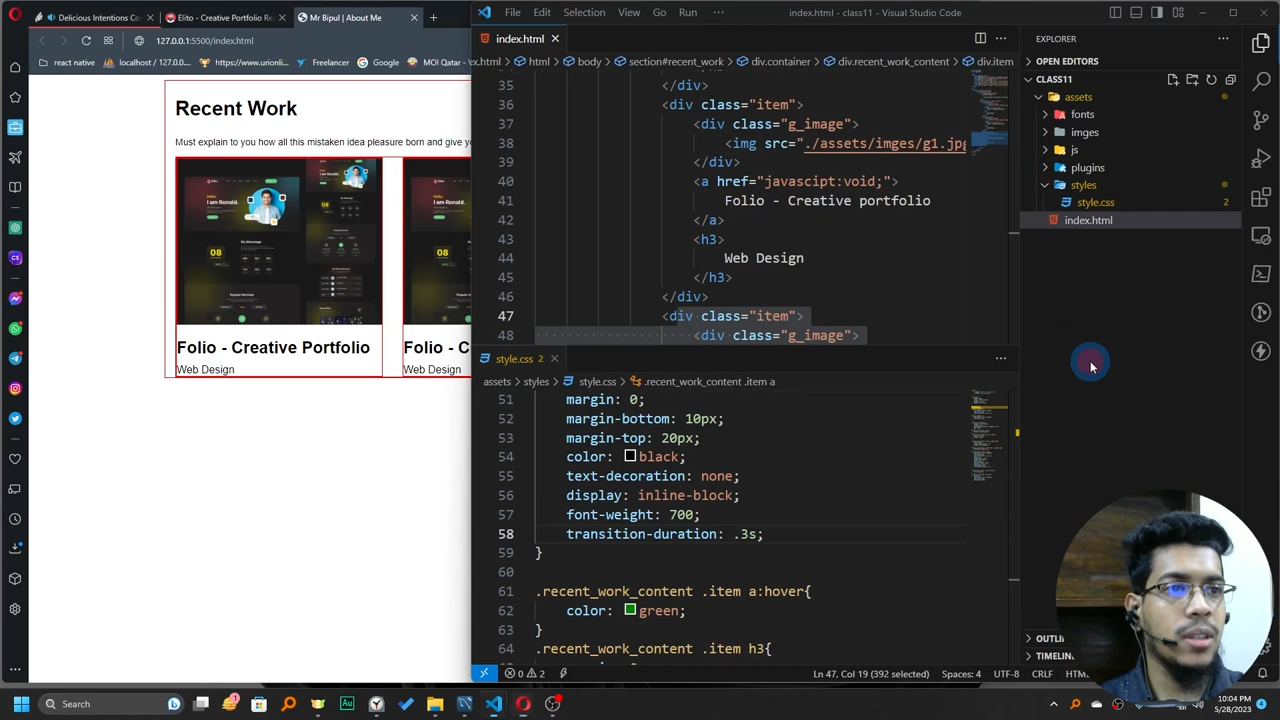 Delicious Intentions Co
Elito - Creative Portfolio Re
Mr Bipul | About Me
127.0.0.1:5500/index.html
react native
localhost / 127.0.0....
https://www.urionli...
Freelancer
Google
MOI Qatar -
Recent Work
Must explain to you how all this mistaken idea pleasure born and give
I am Ronald.
08
Folio - Creative Portfolio
Folio - C
Web Design
Web Design
File Edit Selection View Go Run ···
index.html - class11 - Visual Studio Code
index.html
html
body
section#recent_work
div.container
div.recent_work_content
div.item
35 </div>
36 <div class="item">
37 <div class="g_image">
38 <img src="./assets/imges/g1.jpg
39 </div>
40 <a href="javascipt:void;">
41 Folio - Creative portfolio
42 </a>
43 <h3>
44 Web Design
45 </h3>
46 </div>
47 <div class="item">
48 <div class="g_image">
style.css 2
assets > styles > style.css > .recent_work_content .item a
51 margin: 0;
52 margin-bottom: 10px;
53 margin-top: 20px;
54 color: black;
55 text-decoration: none;
56 display: inline-block;
57 font-weight: 700;
58 transition-duration: .3s;
59 }
60
61 .recent_work_content .item a:hover{
62 color: green;
63 }
64 .recent_work_content .item h3{
EXPLORER
OPEN EDITORS
CLASS11
assets
fonts
imges
js
plugins
styles
style.css 2
index.html
OUTLI
TIMELIN
0 2
Ln 47, Col 19 (392 selected)
Spaces: 4
UTF-8
CRLF
Search
10:04 PM
5/28/2023